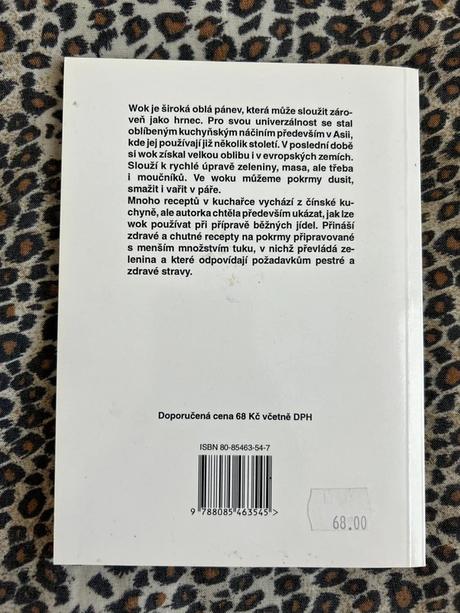 Wok je široká oblá pánev, která může sloužit záro-
veň jako hrnec. Pro svou univerzálnost se stal
oblíbeným kuchyňským náčiním především v Asii,
kde jej používají již několik století. V poslední době
si wok získal velkou oblibu i v evropských zemích.
Slouží k rychlé úpravě zeleniny, masa, ale třeba
i moučníků. Ve woku můžeme pokrmy dusit,
smažit i vařit v páře.
Mnoho receptů v kuchařce vychází z čínské ku-
chyně, ale autorka chtěla především ukázat, jak lze
wok používat při přípravě běžných jídel. Přináší
zdravé a chutné recepty na pokrmy připravované
s menším množstvím tuku, v nichž převládá ze-
lenina a které odpovídají požadavkům pestré a
zdravé stravy.
Doporučená cena 68 Kč včetně DPH
ISBN 80-85463-54-7
9 788085 463545 >
68.00